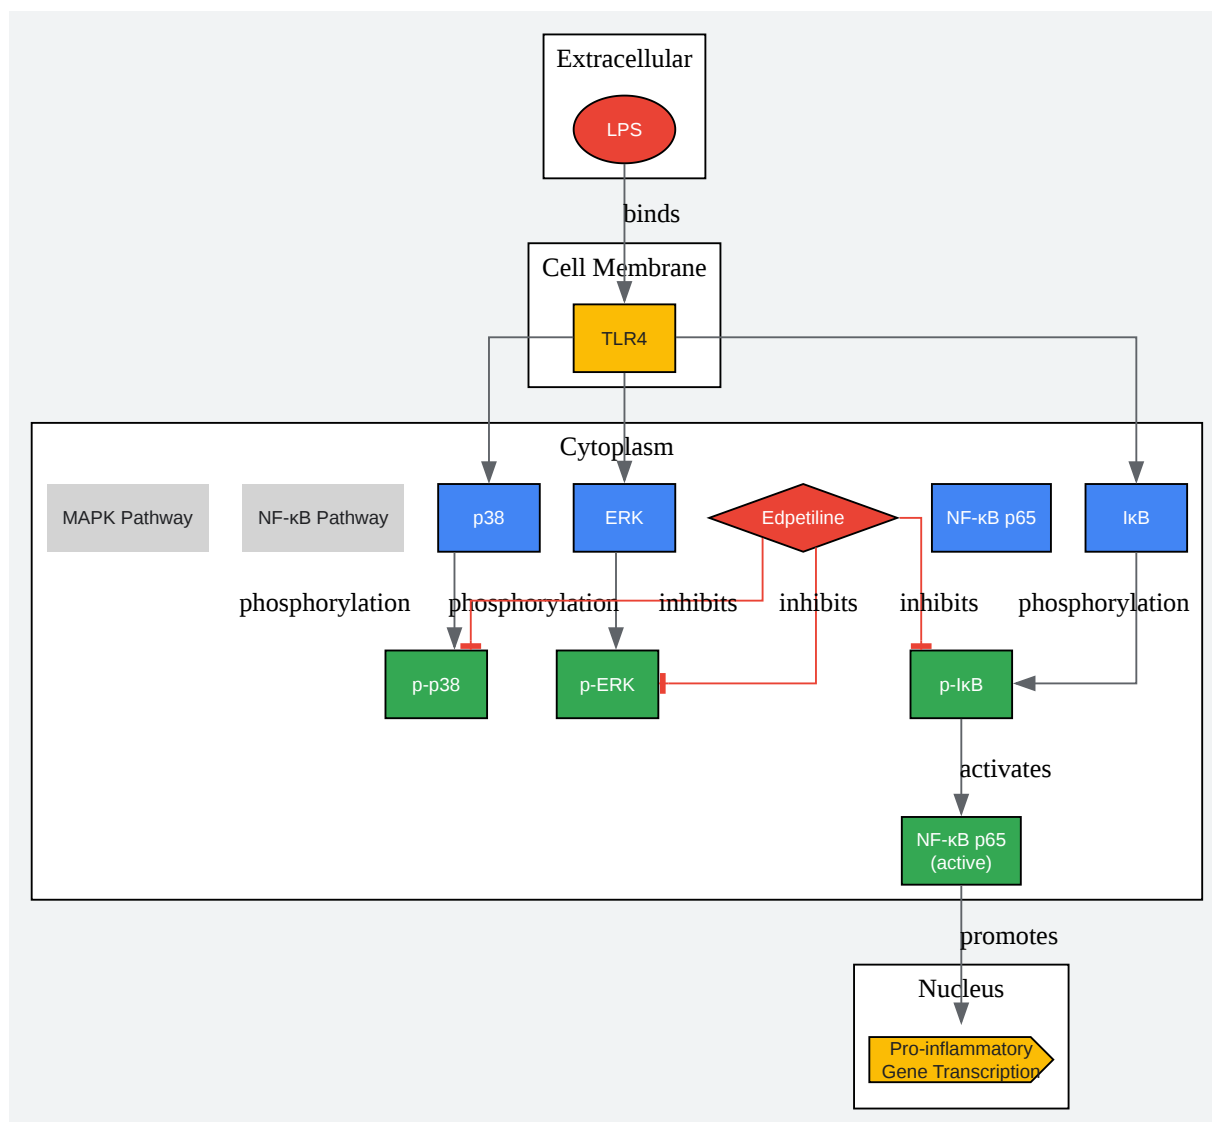 Extracellular
LPS
binds
Cell Membrane
TLR4
Cytoplasm
MAPK Pathway
NF-κB Pathway
p38
ERK
Edpetiline
NF-κB p65
IκB
phosphorylation
phosphorylation
inhibits
inhibits
inhibits
phosphorylation
p-p38
p-ERK
p-IκB
activates
NF-κB p65
(active)
promotes
Nucleus
Pro-inflammatory
Gene Transcription